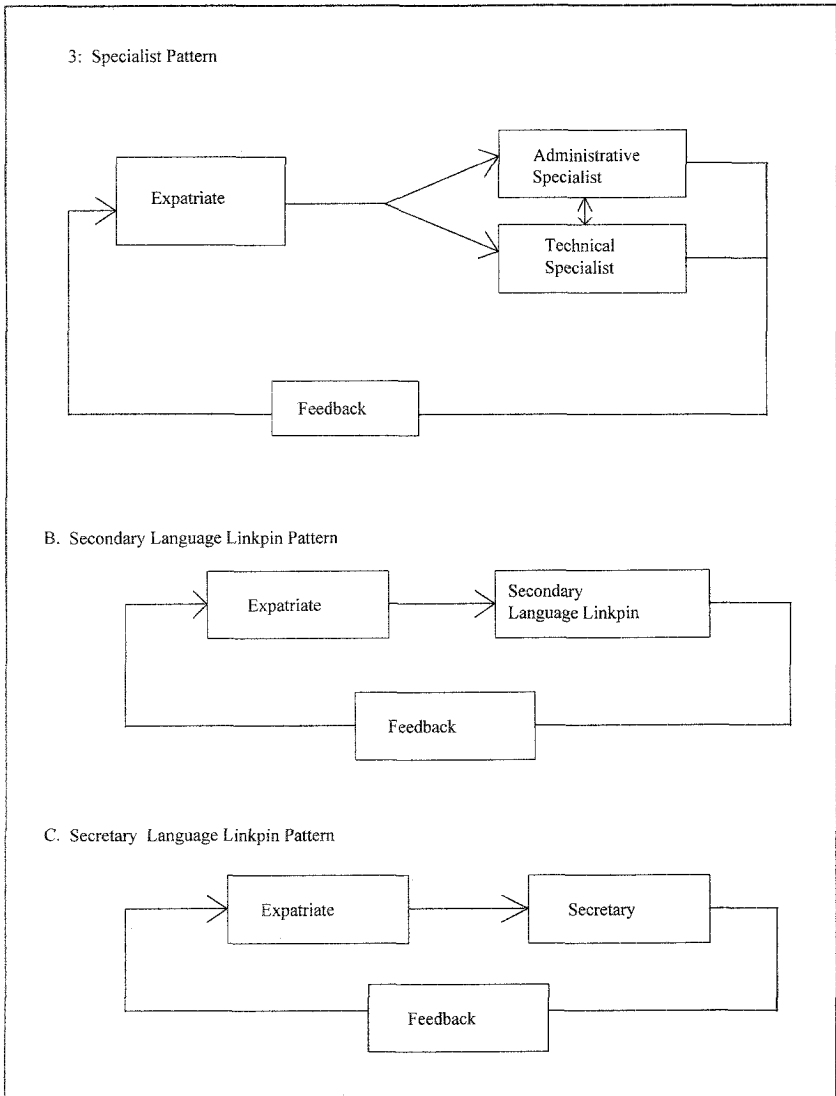 3: Specialist Pattern
Expatriate
Administrative
Specialist
Technical
Specialist
Feedback
B. Secondary Language Linkpin Pattern
Expatriate
Secondary
Language Linkpin
Feedback
C. Secretary Language Linkpin Pattern
Expatriate
Secretary
Feedback